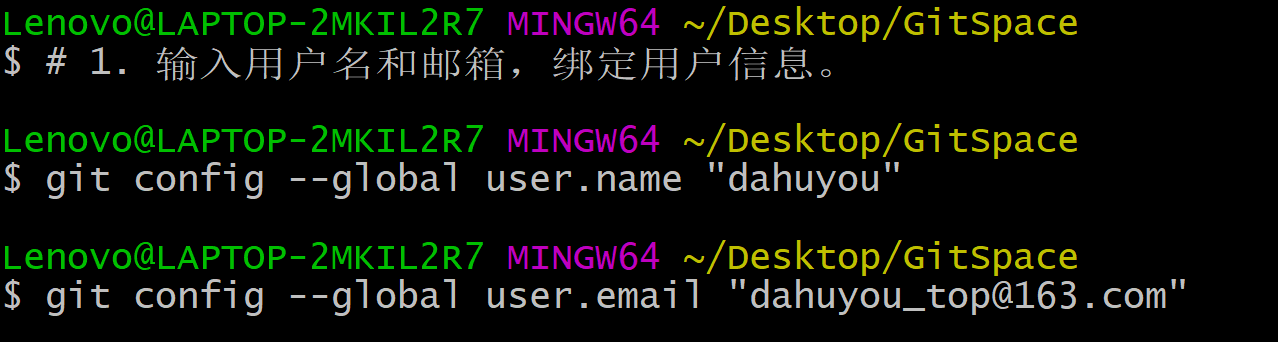 Lenovo@LAPTOP-2MKIL2R7 MINGW64 ~/Desktop/GitSpace
$ # 1. 输入用户名和邮箱，绑定用户信息。
Lenovo@LAPTOP-2MKIL2R7 MINGW64 ~/Desktop/GitSpace
$ git config --global user.name "dahuyou"
Lenovo@LAPTOP-2MKIL2R7 MINGW64 ~/Desktop/GitSpace
$ git config --global user.email "dahuyou_top@163.com"